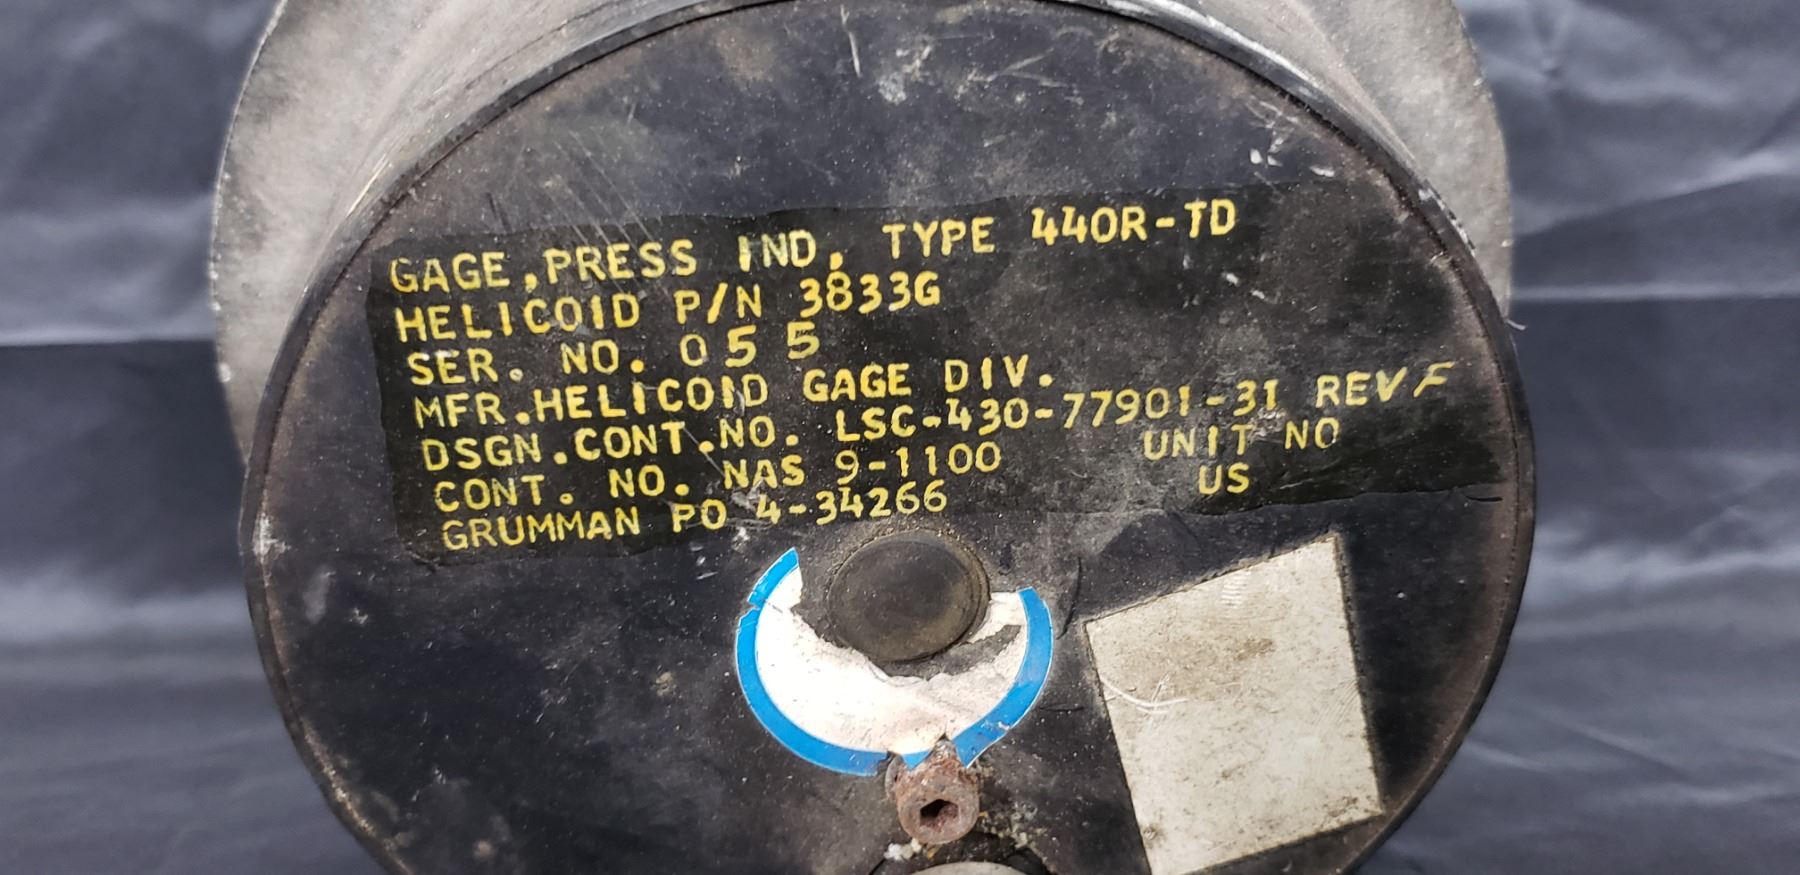 GAGE, PRESS IND, TYPE 440R-TD
HELICOID P/N 3833G
SER. NO. 055
MFR. HELICOID GAGE DIV.
DSGN. CONT. NO. LSC-430-77901-31 REV F
CONT. NO. NAS 9-1100 UNIT NO
GRUMMAN PO 4-34266 US